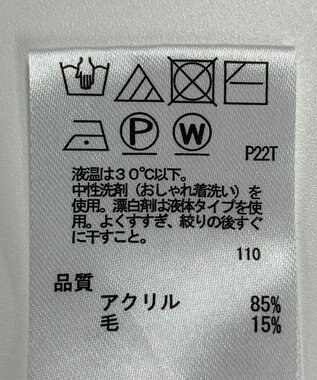 P
W
P22T
液温は30℃以下。
中性洗剤（おしゃれ着洗い）を
使用。漂白剤は液体タイプを使
用。よくすすぎ、絞りの後すぐ
に干すこと。
110
品質
アクリル 85%
毛 15%